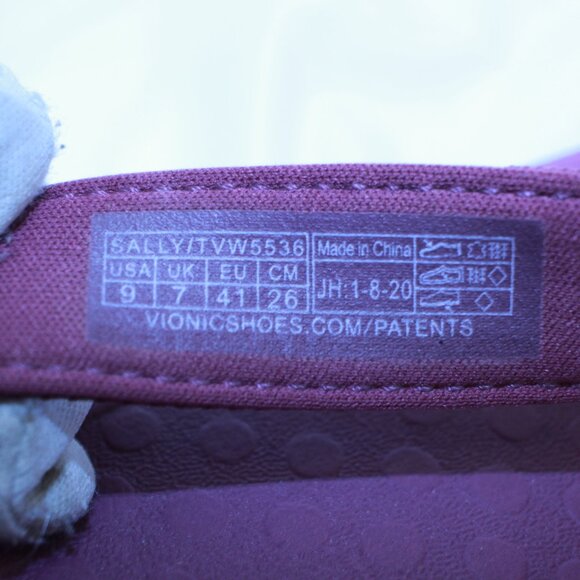 SALLY/TVW5536
USA UK EU CM
9 7 41 26
Made in China
JH:1-8-20
VIONICSHOES.COM/PATENTS